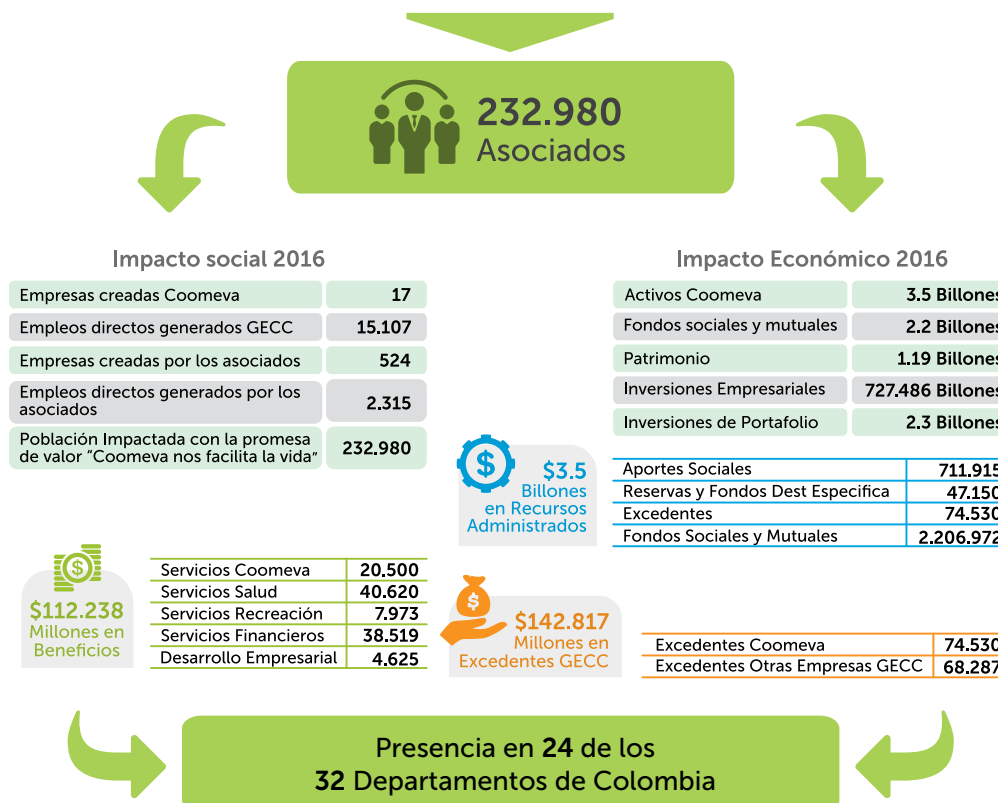 232.980
Asociados
Impacto social 2016
Empresas creadas Coomeva 17
Empleos directos generados GECC 15.107
Empresas creadas por los asociados 524
Empleos directos generados por los
asociados 2.315
Población Impactada con la promesa
de valor “Coomeva nos facilita la vida” 232.980
Impacto Económico 2016
Activos Coomeva 3.5 Billones
Fondos sociales y mutuales 2.2 Billones
Patrimonio 1.19 Billones
Inversiones Empresariales 727.486 Billones
Inversiones de Portafolio 2.3 Billones
$
$3.5
Billones
en Recursos
Administrados
Aportes Sociales 711.915
Reservas y Fondos Dest Especifica 47.150
Excedentes 74.530
Fondos Sociales y Mutuales 2.206.972
$
$112.238
Millones en
Beneficios
Servicios Coomeva 20.500
Servicios Salud 40.620
Servicios Recreación 7.973
Servicios Financieros 38.519
Desarrollo Empresarial 4.625
$
$142.817
Millones en
Excedentes GECC
Excedentes Coomeva 74.530
Excedentes Otras Empresas GECC 68.287
Presencia en 24 de los
32 Departamentos de Colombia